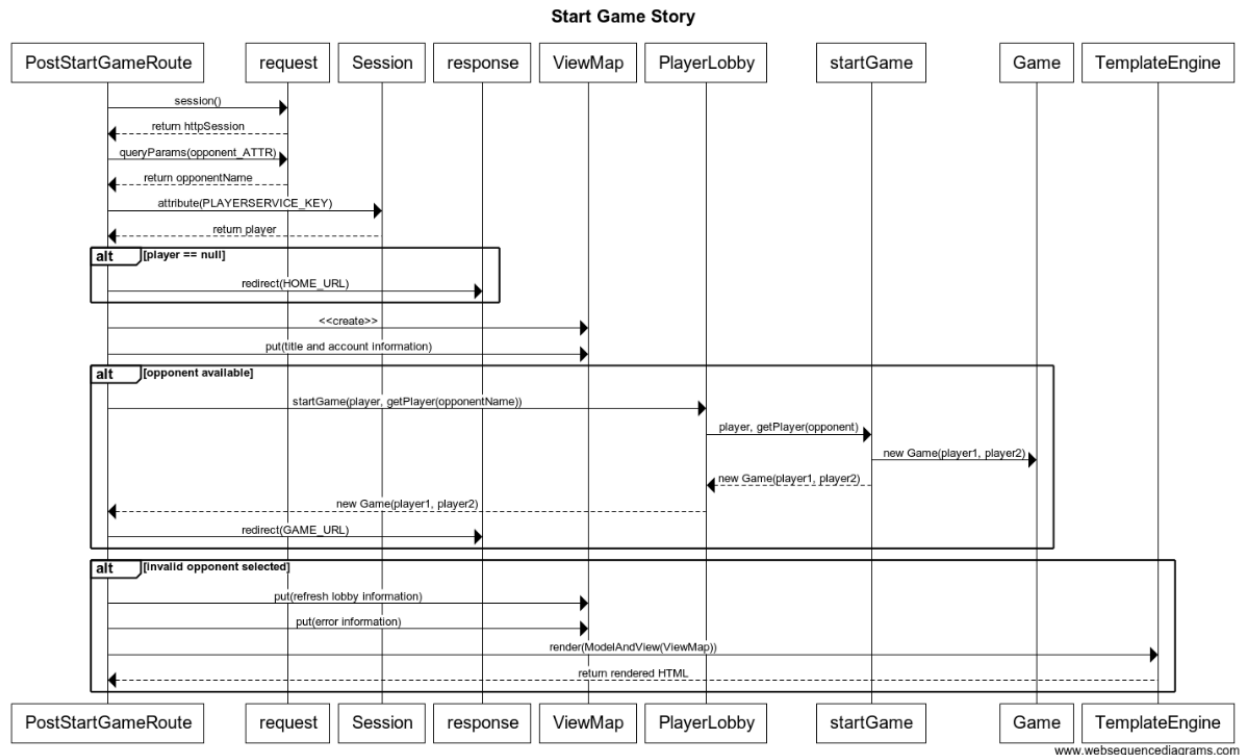 Start Game Story
PostStartGameRoute request Session response ViewMap PlayerLobby startGame Game TemplateEngine
session()
return httpSession
queryParams(opponent_ATTR)
return opponentName
attribute(PLAYERSERVICE_KEY)
return player
alt [player == null]
redirect(HOME_URL)
<<create>>
put(title and account information)
alt [opponent available]
startGame(player, getPlayer(opponentName))
player, getPlayer(opponent)
new Game(player1, player2)
new Game(player1, player2)
new Game(player1, player2)
redirect(GAME_URL)
alt [invalid opponent selected]
put(refresh lobby information)
put(error information)
render(ModelAndView(ViewMap))
return rendered HTML
PostStartGameRoute request Session response ViewMap PlayerLobby startGame Game TemplateEngine
www.websequencediagrams.com